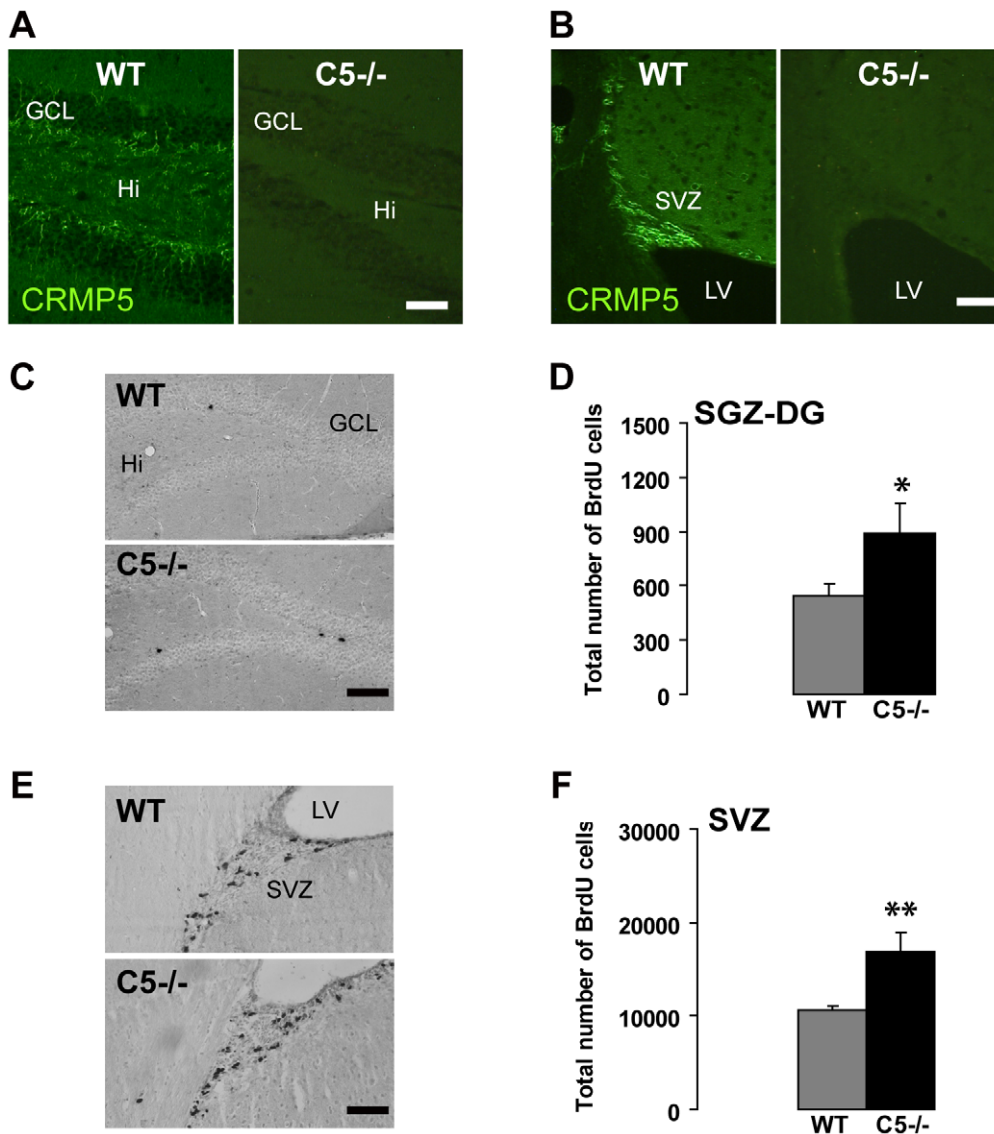 A
WT
C5-/-
GCL
GCL
Hi
Hi
CRMP5
B
WT
C5-/-
SVZ
LV
LV
CRMP5
C
WT
GCL
Hi
C5-/-
D
SGZ-DG
Total number of BrdU cells
1500
1200
900
600
300
0
*
WT C5-/-
E
WT
LV
SVZ
C5-/-
F
SVZ
Total number of BrdU cells
30000
20000
10000
0
**
WT C5-/-